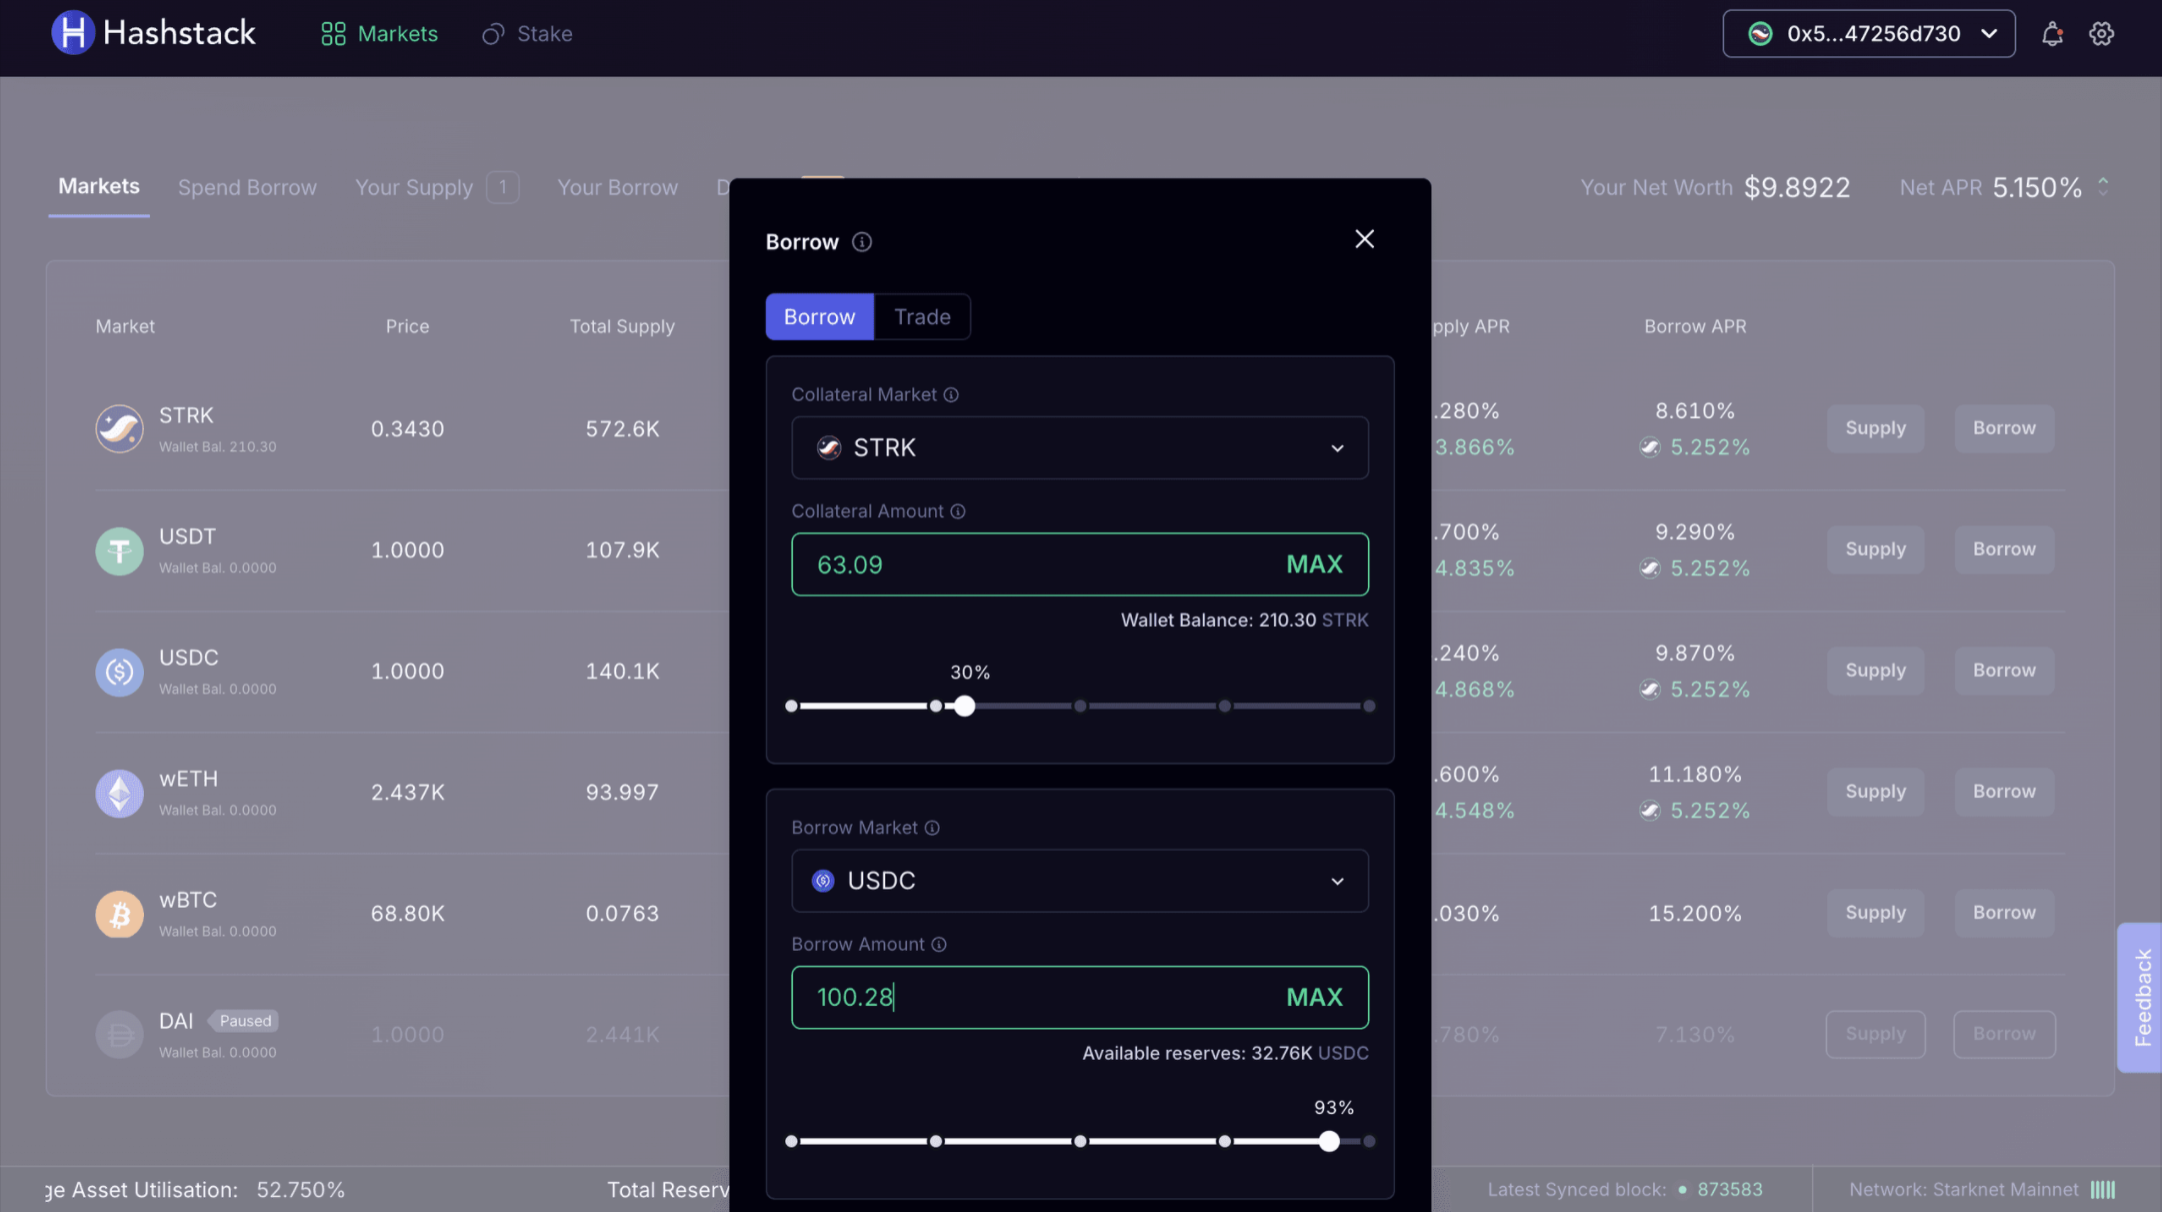 Hashstack
Markets
Stake
0x5...47256d730
Markets
Spend Borrow
Your Supply 1
Your Borrow
D
Your Net Worth $9.8922
Net APR 5.150%
Borrow
Borrow
Trade
Market
Price
Total Supply
pply APR
Borrow APR
Collateral Market
STRK
Collateral Amount
63.09 MAX
Wallet Balance: 210.30 STRK
30%
Borrow Market
USDC
Borrow Amount
100.28 MAX
Available reserves: 32.76K USDC
93%
STRK
Wallet Bal. 210.30
0.3430
572.6K
.280%
3.866%
8.610%
5.252%
Supply
Borrow
USDT
Wallet Bal. 0.0000
1.0000
107.9K
.700%
4.835%
9.290%
5.252%
Supply
Borrow
USDC
Wallet Bal. 0.0000
1.0000
140.1K
.240%
4.868%
9.870%
5.252%
Supply
Borrow
wETH
Wallet Bal. 0.0000
2.437K
93.997
.600%
4.548%
11.180%
5.252%
Supply
Borrow
wBTC
Wallet Bal. 0.0000
68.80K
0.0763
.030%
15.200%
Supply
Borrow
DAI Paused
Wallet Bal. 0.0000
1.0000
2.441K
.780%
7.130%
Supply
Borrow
Feedback
ge Asset Utilisation: 52.750%
Total Reserv
Latest Synced block: 873583
Network: Starknet Mainnet